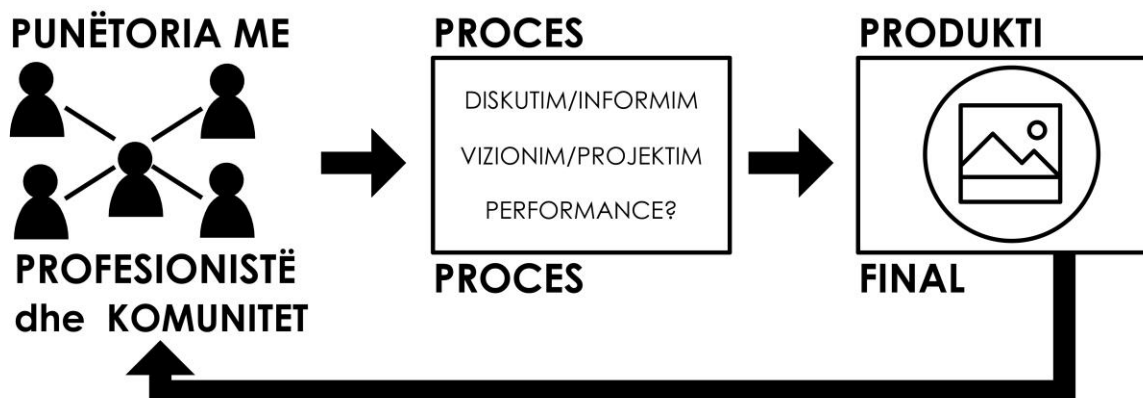 PUNËTORIA ME
PROFESIONISTË
dhe KOMUNITET
PROCES
DISKUTIM/INFORMIM
VIZIONIM/PROJEKTIM
PERFORMANCE?
PROCES
PRODUKTI
FINAL